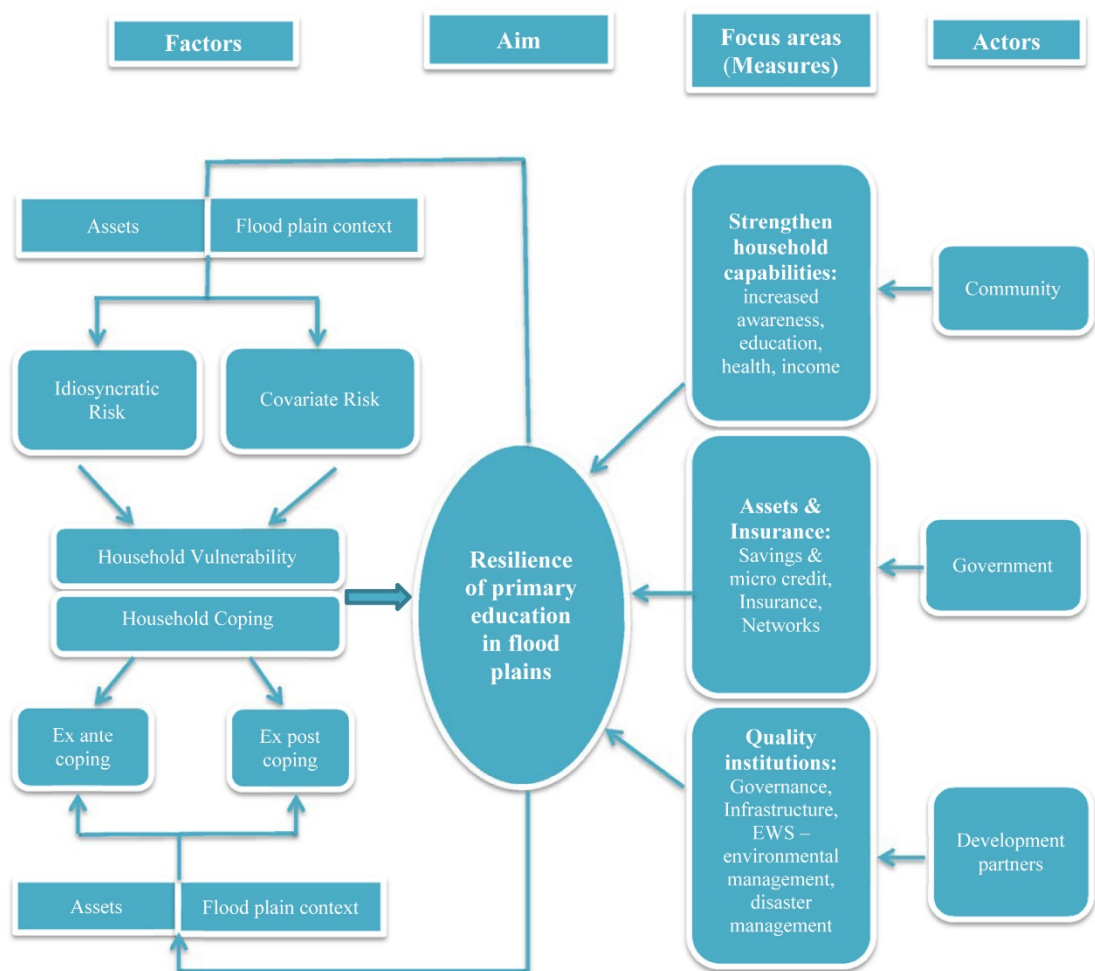 Factors
Aim
Focus areas
(Measures)
Actors
Assets
Flood plain context
Idiosyncratic
Risk
Covariate Risk
Household Vulnerability
Household Coping
Ex ante
coping
Ex post
coping
Assets
Flood plain context
Resilience
of primary
education
in flood
plains
Strengthen
household
capabilities:
increased
awareness,
education,
health, income
Assets &
Insurance:
Savings &
micro credit,
Insurance,
Networks
Quality
institutions:
Governance,
Infrastructure,
EWS –
environmental
management,
disaster
management
Community
Government
Development
partners